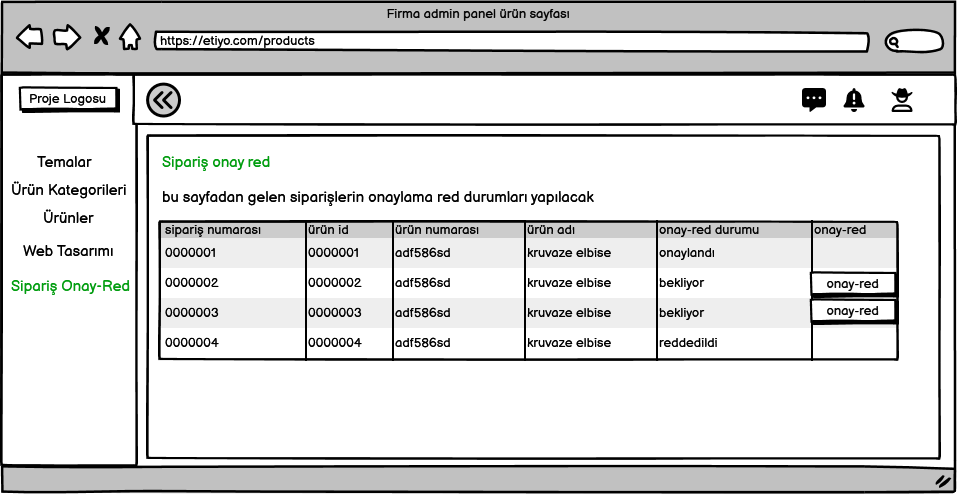 Firma admin panel ürün sayfası
https://etiyo.com/products
Proje Logosu
Temalar
Ürün Kategorileri
Ürünler
Web Tasarımı
Sipariş Onay-Red
Sipariş onay red
bu sayfadan gelen siparişlerin onaylama red durumları yapılacak
sipariş numarası ürün id ürün numarası ürün adı onay-red durumu onay-red
0000001 0000001 adf586sd kruvaze elbise onaylandı
0000002 0000002 adf586sd kruvaze elbise bekliyor onay-red
0000003 0000003 adf586sd kruvaze elbise bekliyor onay-red
0000004 0000004 adf586sd kruvaze elbise reddedildi